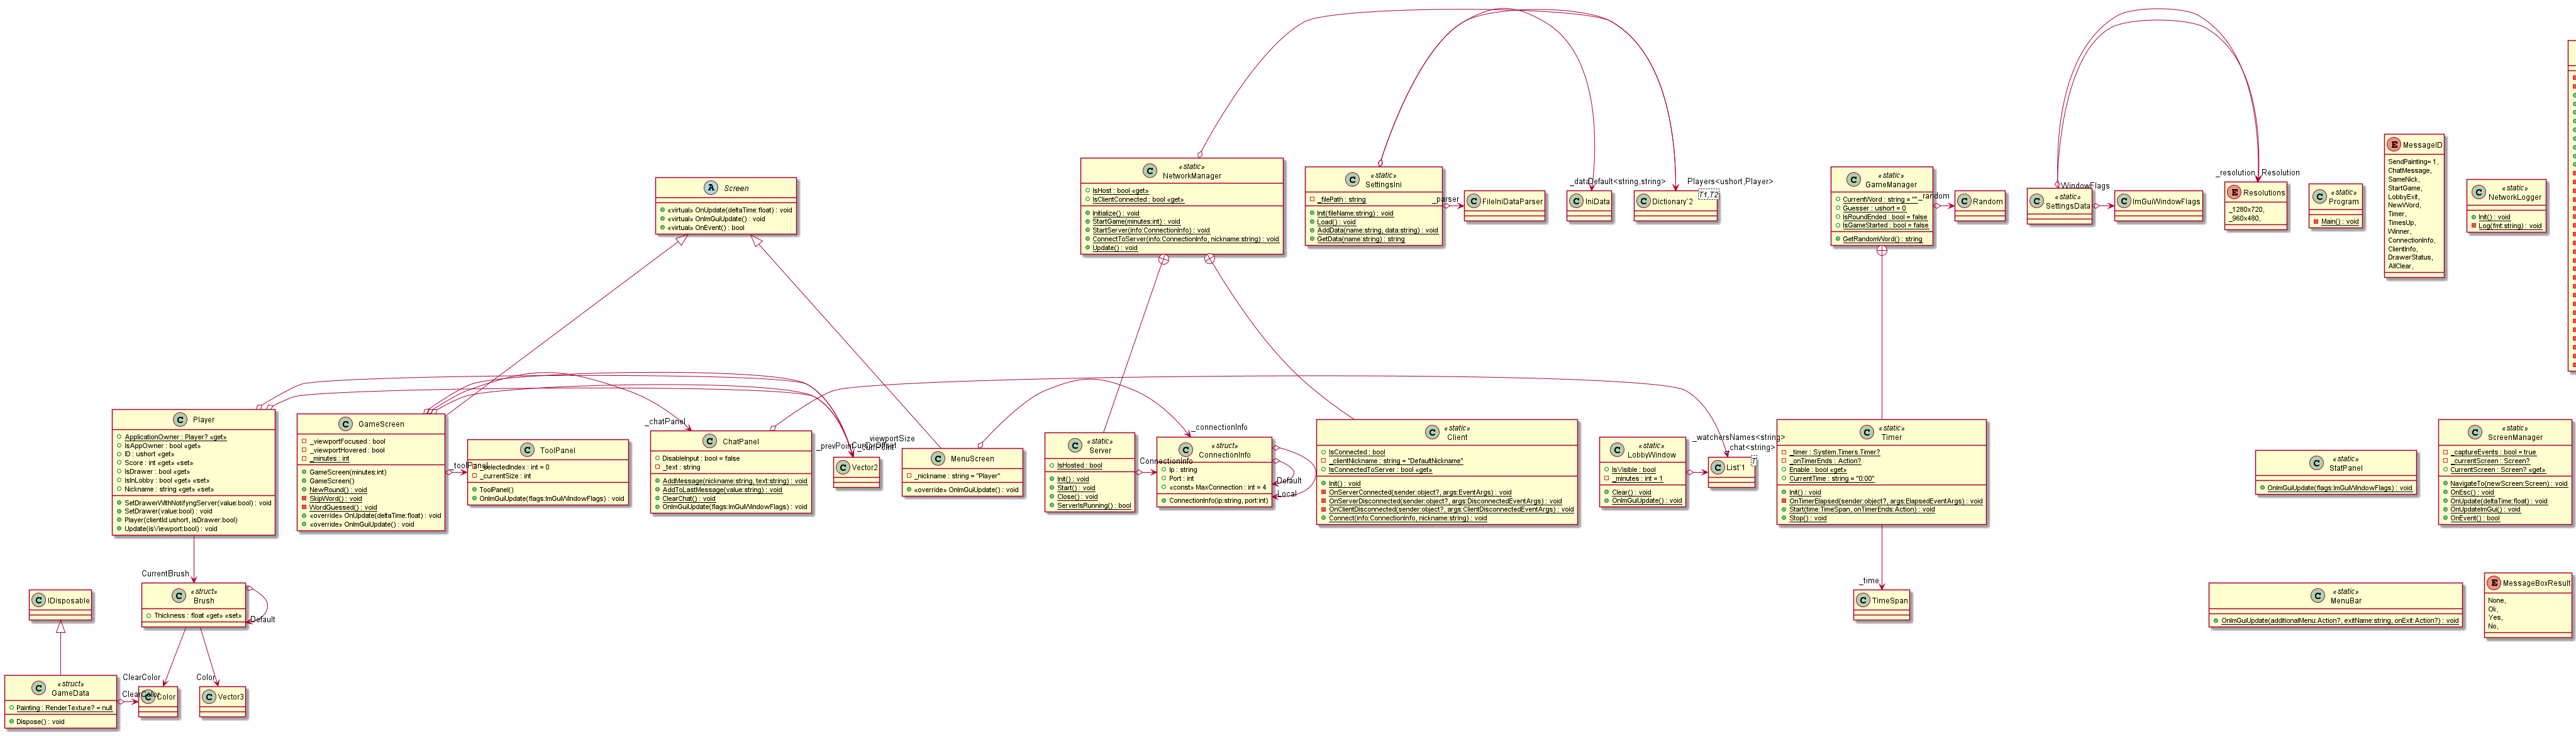 Screen
«virtual» OnUpdate(deltaTime:float) : void
«virtual» OnImGuiUpdate() : void
«virtual» OnEvent() : bool
«static»
NetworkManager
IsHost : bool «get»
IsClientConnected : bool «get»
Initialize() : void
StartGame(minutes:int) : void
StartServer(info:ConnectionInfo) : void
ConnectToServer(info:ConnectionInfo, nickname:string) : void
Update() : void
«static»
SettingsIni
_filePath : string
Init(fileName:string) : void
Load() : void
AddData(name:string, data:string) : void
GetData(name:string) : string
_parser
FileIniDataParser
_dataDefault<string,string>
IniData
Players<ushort,Player>
Dictionary`2
T1,T2
«static»
GameManager
CurrentWord : string = ""
Guesser : ushort = 0
IsRoundEnded : bool = false
IsGameStarted : bool = false
GetRandomWord() : string
_random
Random
WindowFlags
«static»
SettingsData
ImGuiWindowFlags
_resolution
Resolution
Resolutions
_1280x720,
_960x480,
«static»
Program
Main() : void
MessageID
SendPainting= 1,
ChatMessage,
SameNick,
StartGame,
LobbyExit,
NewWord,
Timer,
TimesUp,
Winner,
ConnectionInfo,
ClientInfo,
DrawerStatus,
AllClear,
«static»
NetworkLogger
Init() : void
Log(fmt:string) : void
Player
ApplicationOwner : Player? «get»
IsAppOwner : bool «get»
ID : ushort «get»
Score : int «get» «set»
IsDrawer : bool «get»
IsInLobby : bool «get» «set»
Nickname : string «get» «set»
SetDrawerWithNotifyngServer(value:bool) : void
SetDrawer(value:bool) : void
Player(clientId:ushort, isDrawer:bool)
Update(isViewport:bool) : void
GameScreen
_viewportFocused : bool
_viewportHovered : bool
_minutes : int
GameScreen(minutes:int)
GameScreen()
NewRound() : void
SkipWord() : void
WordGuessed() : void
«override» OnUpdate(deltaTime:float) : void
«override» OnImGuiUpdate() : void
_toolPanel
ToolPanel
_selectedIndex : int = 0
_currentSize : int
ToolPanel()
OnImGuiUpdate(flags:ImGuiWindowFlags) : void
_chatPanel
ChatPanel
DisableInput : bool = false
_text : string
AddMessage(nickname:string, text:string) : void
AddToLastMessage(value:string) : void
ClearChat() : void
OnImGuiUpdate(flags:ImGuiWindowFlags) : void
_viewportSize
Vector2
MenuScreen
_nickname : string = "Player"
«override» OnImGuiUpdate() : void
«static»
Server
IsHosted : bool
Init() : void
Start() : void
Close() : void
ServerIsRunning() : bool
ConnectionInfo
_connectionInfo
«struct»
ConnectionInfo
Ip : string
Port : int
«const» MaxConnection : int = 4
ConnectionInfo(ip:string, port:int)
Default
Local
«static»
Client
IsConnected : bool
_clientNickname : string = "DefaultNickname"
IsConnectedToServer : bool «get»
Init() : void
OnServerConnected(sender:object?, args:EventArgs) : void
OnServerDisconnected(sender:object?, args:DisconnectedEventArgs) : void
OnClientDisconnected(sender:object?, args:ClientDisconnectedEventArgs) : void
Connect(info:ConnectionInfo, nickname:string) : void
«static»
LobbyWindow
IsVisible : bool
_minutes : int = 1
Clear() : void
OnImGuiUpdate() : void
_watchersNames<string>
chat<string>
List`1
T
«static»
Timer
_timer : System.Timers.Timer?
_onTimerEnds : Action?
Enable : bool «get»
CurrentTime : string = "0:00"
Init() : void
OnTimerElapsed(sender:object?, args:ElapsedEventArgs) : void
Start(time:TimeSpan, onTimerEnds:Action) : void
Stop() : void
«static»
StatPanel
OnImGuiUpdate(flags:ImGuiWindowFlags) : void
«static»
ScreenManager
_captureEvents : bool = true
_currentScreen : Screen?
CurrentScreen : Screen? «get»
NavigateTo(newScreen:Screen) : void
OnEsc() : void
OnUpdate(deltaTime:float) : void
OnUpdateImGui() : void
OnEvent() : bool
IDisposable
CurrentBrush
«struct»
Brush
Thickness : float «get» «set»
Default
_time
TimeSpan
«static»
MenuBar
OnImGuiUpdate(additionalMenu:Action?, exitName:string, onExit:Action?) : void
MessageBoxResult
None,
Ok,
Yes,
No,
«struct»
GameData
Painting : RenderTexture? = null
Dispose() : void
ClearColor
ClearColor
Color
Color
Vector3